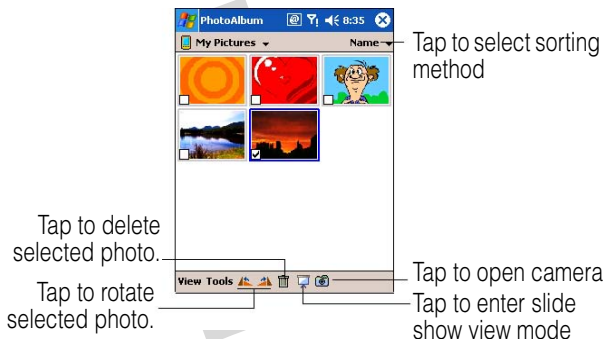 PhotoAlbum 8:35
My Pictures Name
Tap to select sorting
method
Tap to delete
selected photo.
View Tools
Tap to rotate
selected photo.
Tap to open camera
Tap to enter slide
show view mode